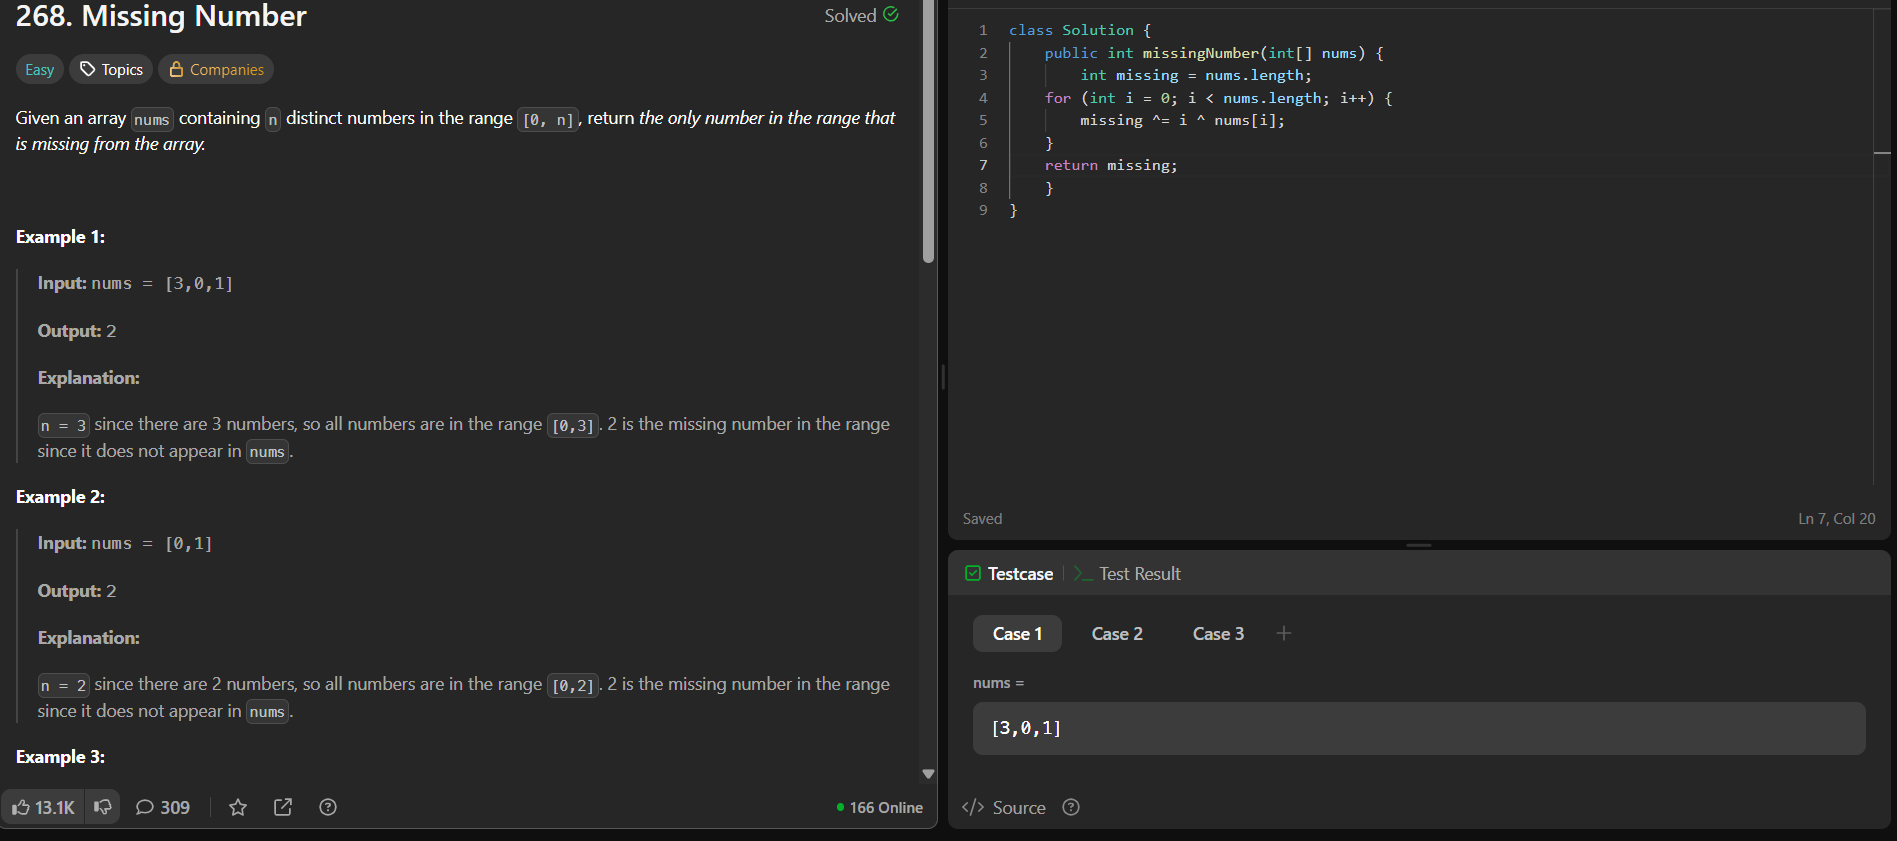 268. Missing Number
Solved
Easy Topics Companies
Given an array nums containing n distinct numbers in the range [0, n], return the only number in the range that
is missing from the array.
Example 1:
Input: nums = [3,0,1]
Output: 2
Explanation:
n = 3 since there are 3 numbers, so all numbers are in the range [0,3]. 2 is the missing number in the range
since it does not appear in nums.
Example 2:
Input: nums = [0,1]
Output: 2
Explanation:
n = 2 since there are 2 numbers, so all numbers are in the range [0,2]. 2 is the missing number in the range
since it does not appear in nums.
Example 3:
13.1K 309
166 Online
1 class Solution {
2     public int missingNumber(int[] nums) {
3         int missing = nums.length;
4     for (int i = 0; i < nums.length; i++) {
5         missing ^= i ^ nums[i];
6     }
7     return missing;
8     }
9 }
Saved
Ln 7, Col 20
Testcase
>_ Test Result
Case 1 Case 2 Case 3 +
nums =
[3,0,1]
</> Source ?